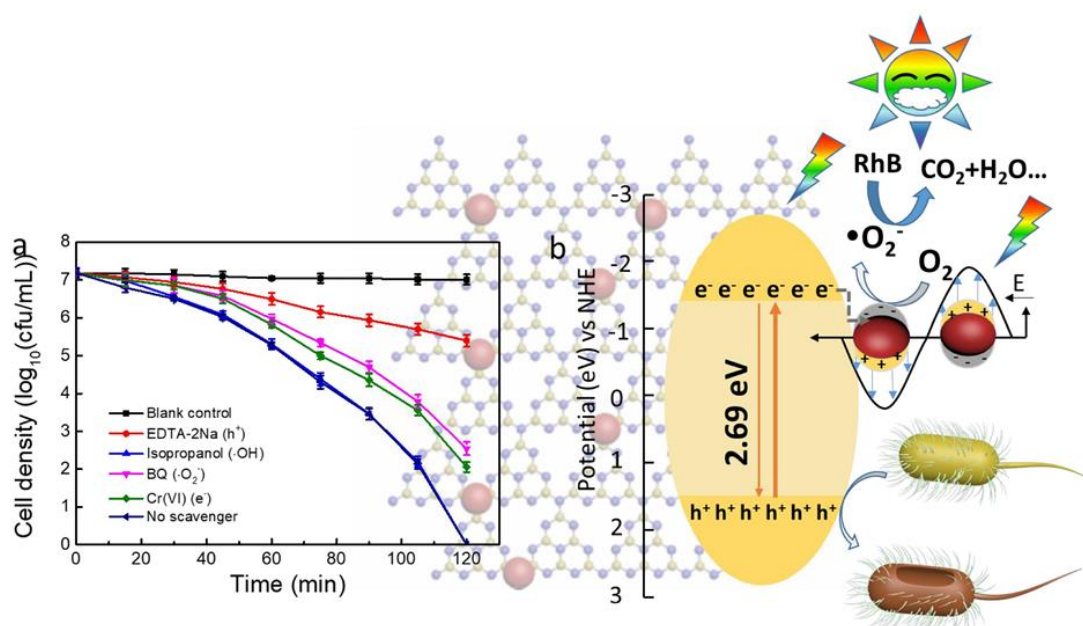 a
Cell density (log₁₀(cfu/mL))
8
7
6
5
4
3
2
1
0
Blank control
EDTA-2Na (h⁺)
Isopropanol (·OH)
BQ (·O₂⁻)
Cr(VI) (e⁻)
No scavenger
0 20 40 60 80 100 120
Time (min)
b
Potential (eV) vs NHE
-3
-2
-1
0
1
2
3
e⁻ e⁻ e⁻ e⁻ e⁻ e⁻
2.69 eV
h⁺ h⁺ h⁺ h⁺ h⁺ h⁺
RhB
CO₂+H₂O...
•O₂⁻
O₂
E
+ + +
- - -
- - -
+ + +